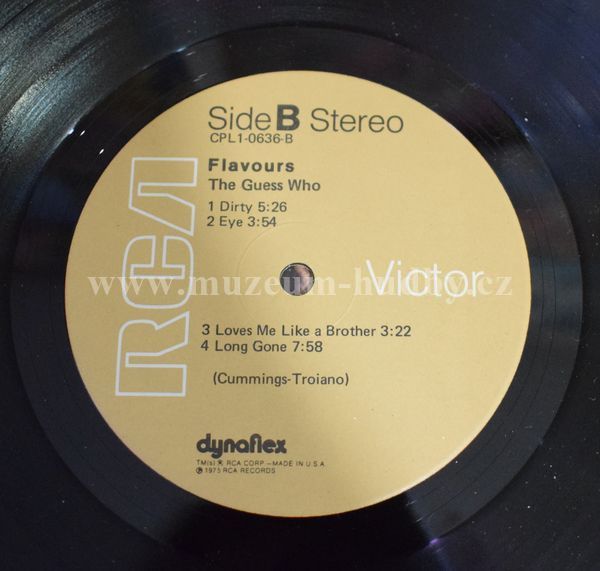 Side B Stereo
CPL1-0636-B
Flavours
The Guess Who
1 Dirty 5:26
2 Eye 3:54
RCA
Victor
www.muzeum-hudby.cz
3 Loves Me Like a Brother 3:22
4 Long Gone 7:58
(Cummings-Troiano)
dynaflex
TM(s) ® RCA CORP – MADE IN U.S.A.
℗ 1975 RCA RECORDS